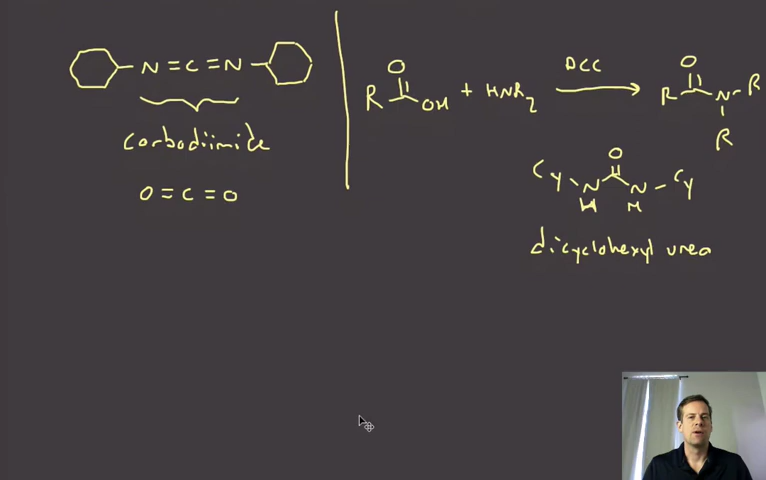 N = C = N
carbodiimide
O = C = O
O
R OH + HNR2 DCC
O
R N - R
R
O
Cy N N - Cy
H H
dicyclohexyl urea